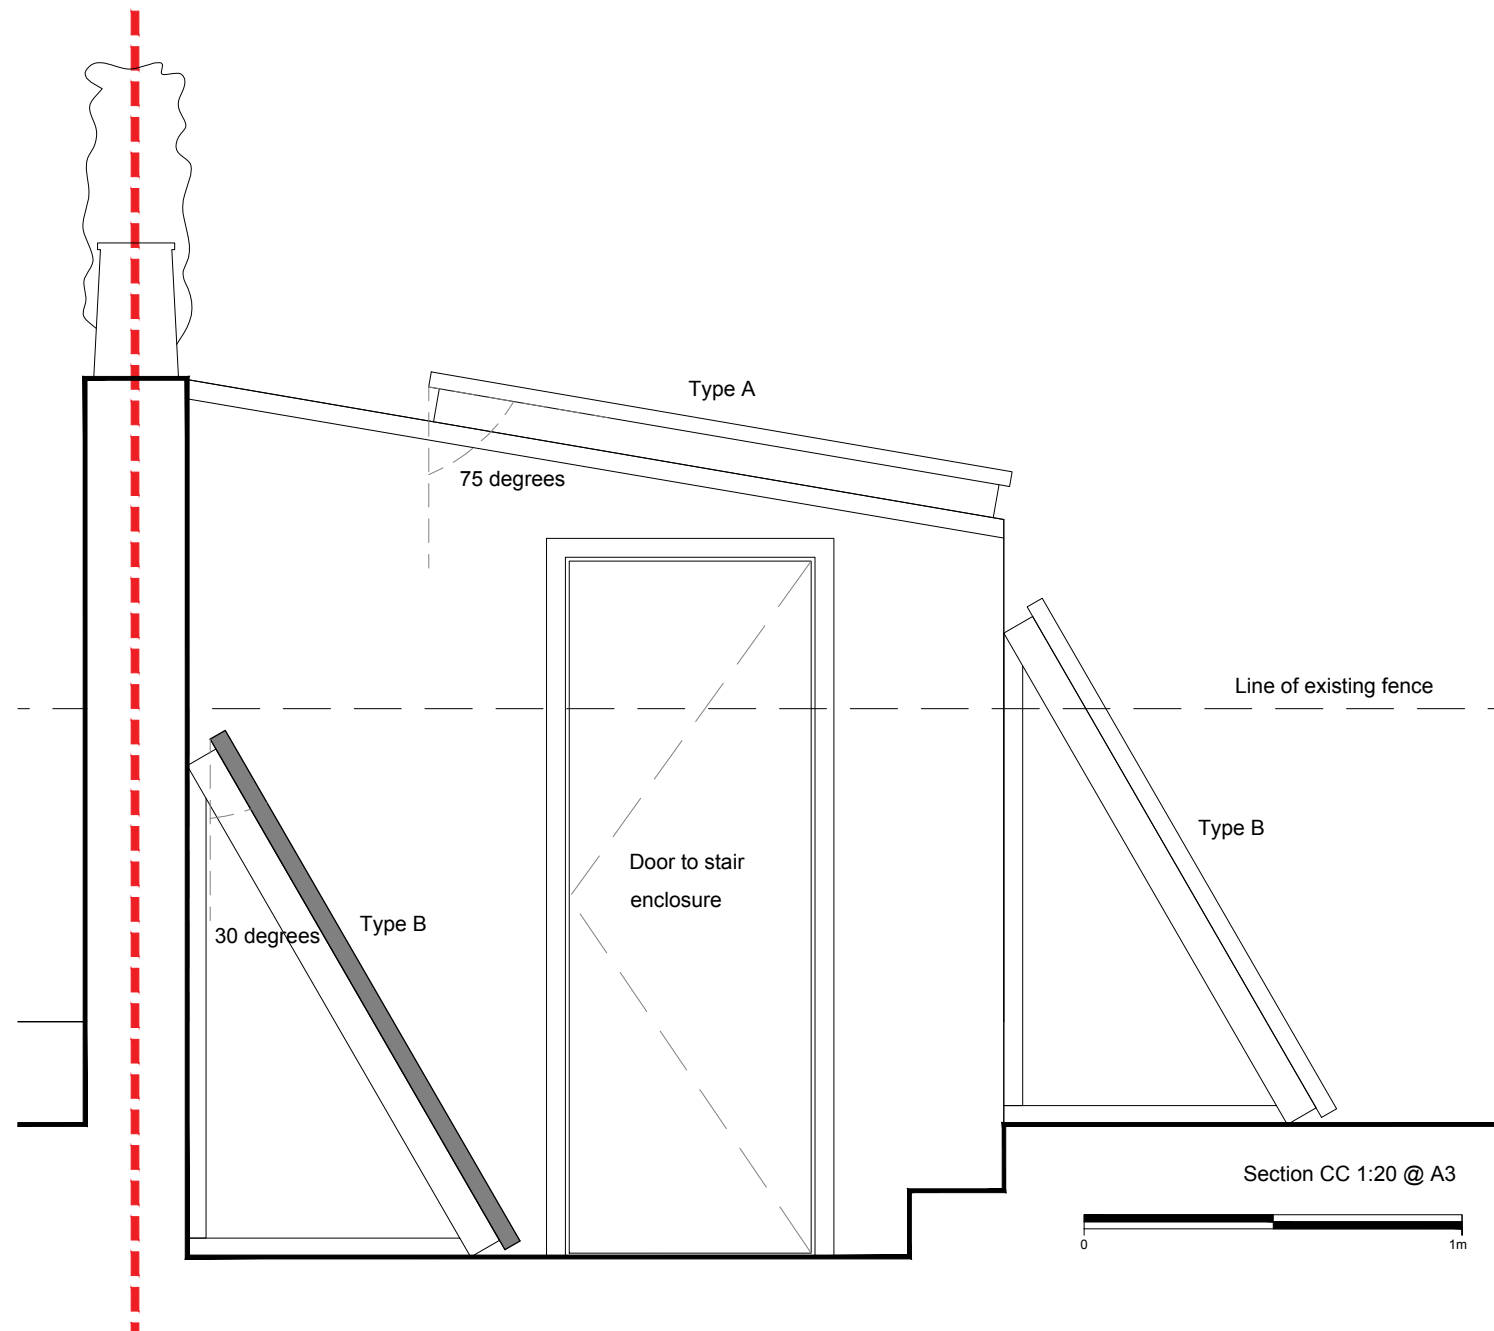 Type A
75 degrees
Line of existing fence
Type B
Door to stair
enclosure
Type B
30 degrees
Section CC 1:20 @ A3
0
1m